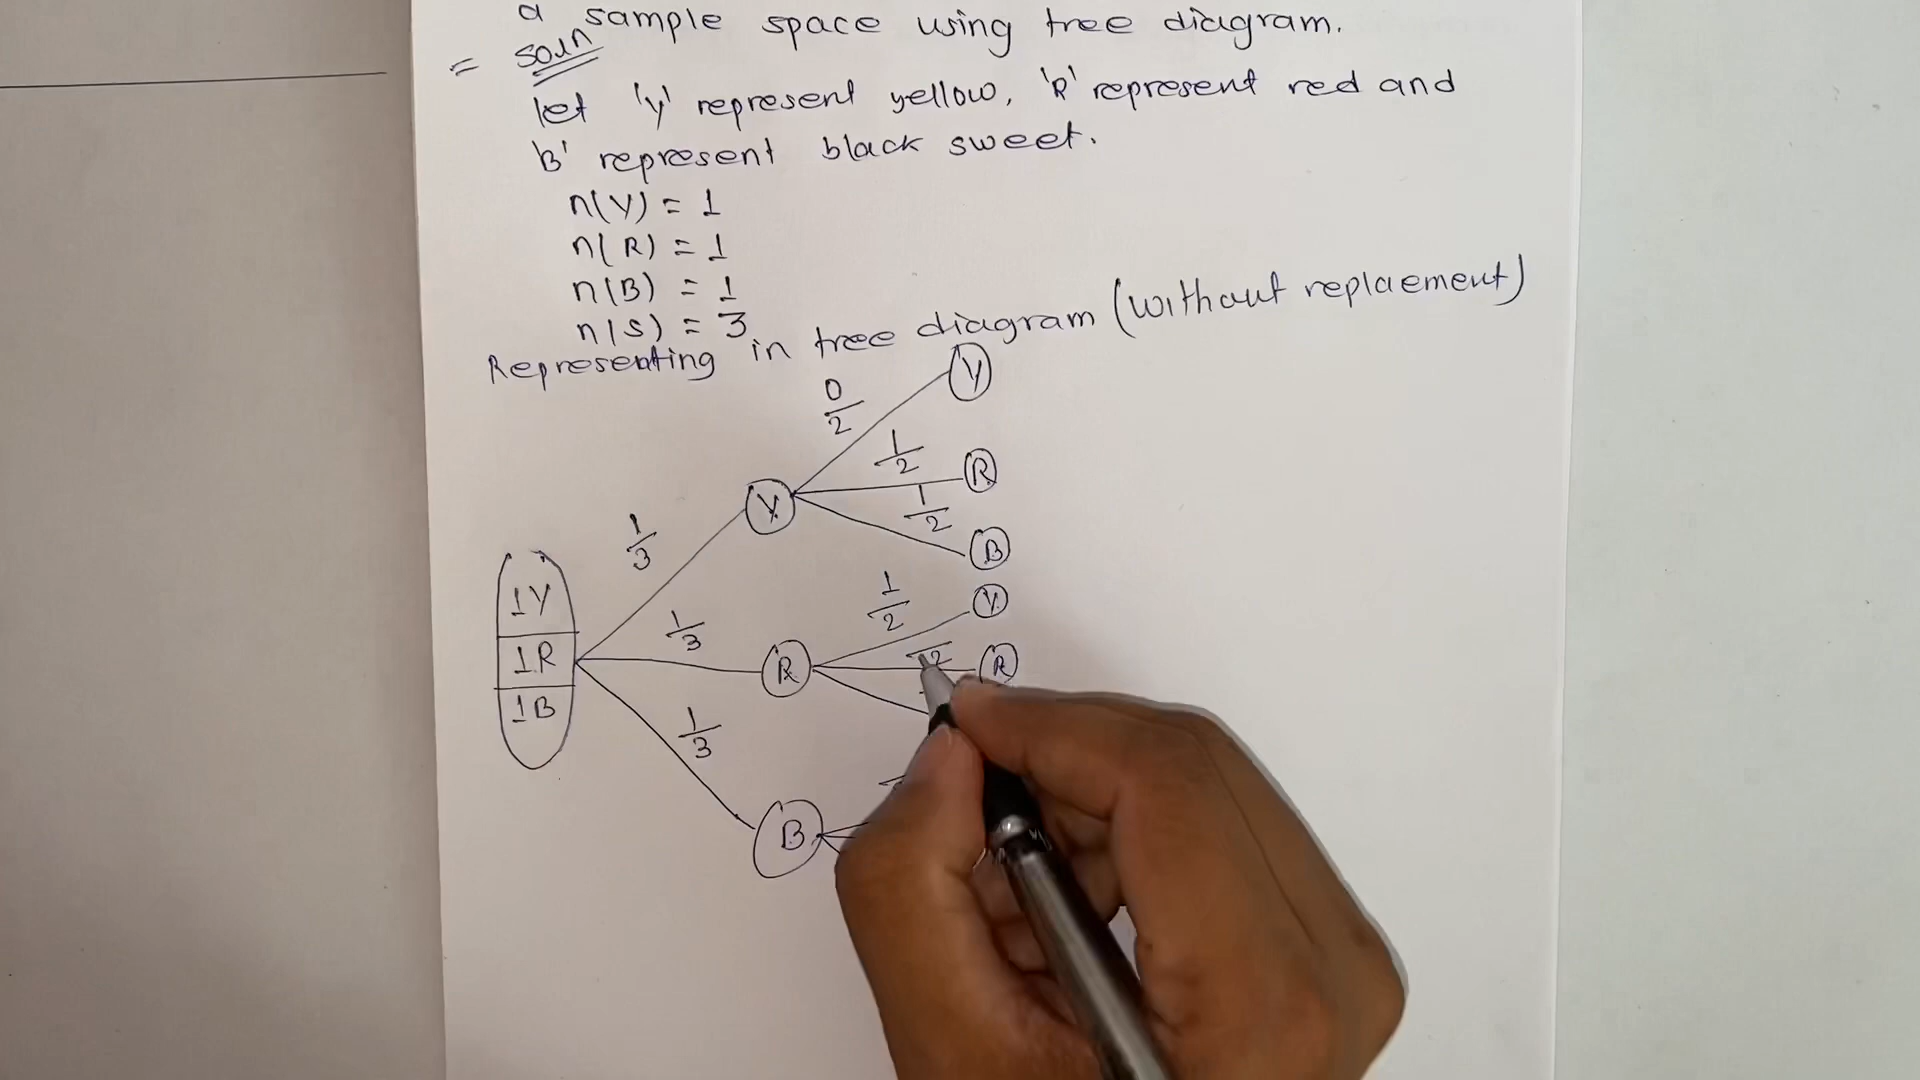 a sample space using tree diagram.
= soln
let 'y' represent yellow, 'R' represent red and
'B' represent black sweet.
n(Y) = 1
n(R) = 1
n(B) = 1
n(S) = 3
Representing in tree diagram (without replaement)
0/2 Y
1/2 R
1/3 Y 1/2 B
1Y 1/2 Y
1R 1/3 R /2 R
1B
1/3 B